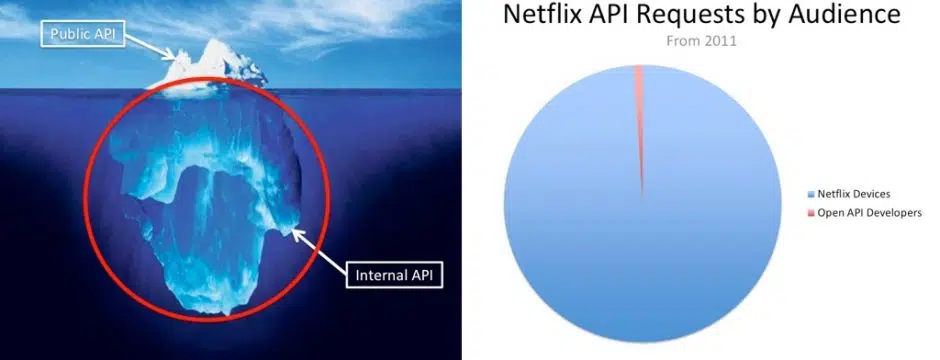 Public API
Internal API
Netflix API Requests by Audience
From 2011
Netflix Devices
Open API Developers